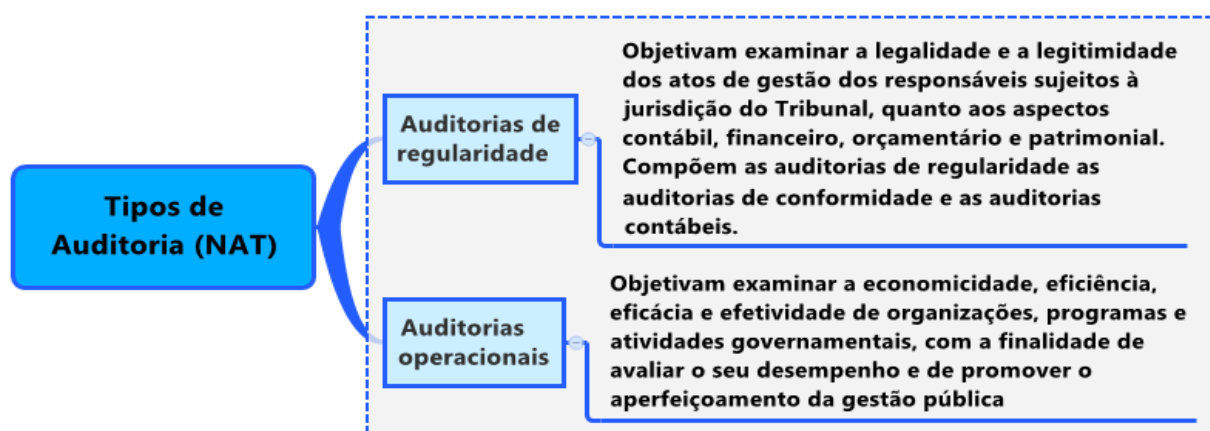 Tipos de
Auditoria (NAT)
Auditorias de
regularidade
Objetivam examinar a legalidade e a legitimidade
dos atos de gestão dos responsáveis sujeitos à
jurisdição do Tribunal, quanto aos aspectos
contábil, financeiro, orçamentário e patrimonial.
Compõem as auditorias de regularidade as
auditorias de conformidade e as auditorias
contábeis.
Auditorias
operacionais
Objetivam examinar a economicidade, eficiência,
eficácia e efetividade de organizações, programas e
atividades governamentais, com a finalidade de
avaliar o seu desempenho e de promover o
aperfeiçoamento da gestão pública